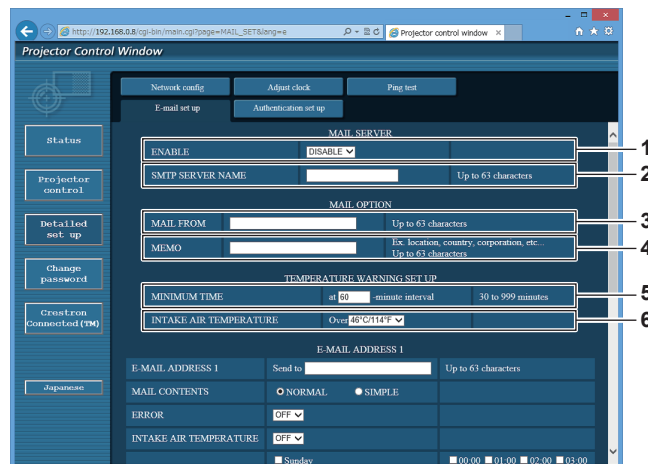 http://192.168.0.8/cgi-bin/main.cgi?page=MAIL_SET&lang=e
Projector control window
Projector Control Window
Network config
Adjust clock
Ping test
E-mail set up
Authentication set up
Status
Projector control
Detailed set up
Change password
Crestron Connected(TM)
Japanese
MAIL SERVER
ENABLE DISABLE 1
SMTP SERVER NAME Up to 63 characters 2
MAIL OPTION
MAIL FROM Up to 63 characters 3
MEMO Ex. location, country, corporation, etc... 4
Up to 63 characters
TEMPERATURE WARNING SET UP
MINIMUM TIME at 60 -minute interval 30 to 999 minutes 5
INTAKE AIR TEMPERATURE Over 46°C/114°F 6
E-MAIL ADDRESS 1
E-MAIL ADDRESS 1 Send to Up to 63 characters
MAIL CONTENTS NORMAL SIMPLE
ERROR OFF
INTAKE AIR TEMPERATURE OFF
Sunday 00:00 01:00 02:00 03:00